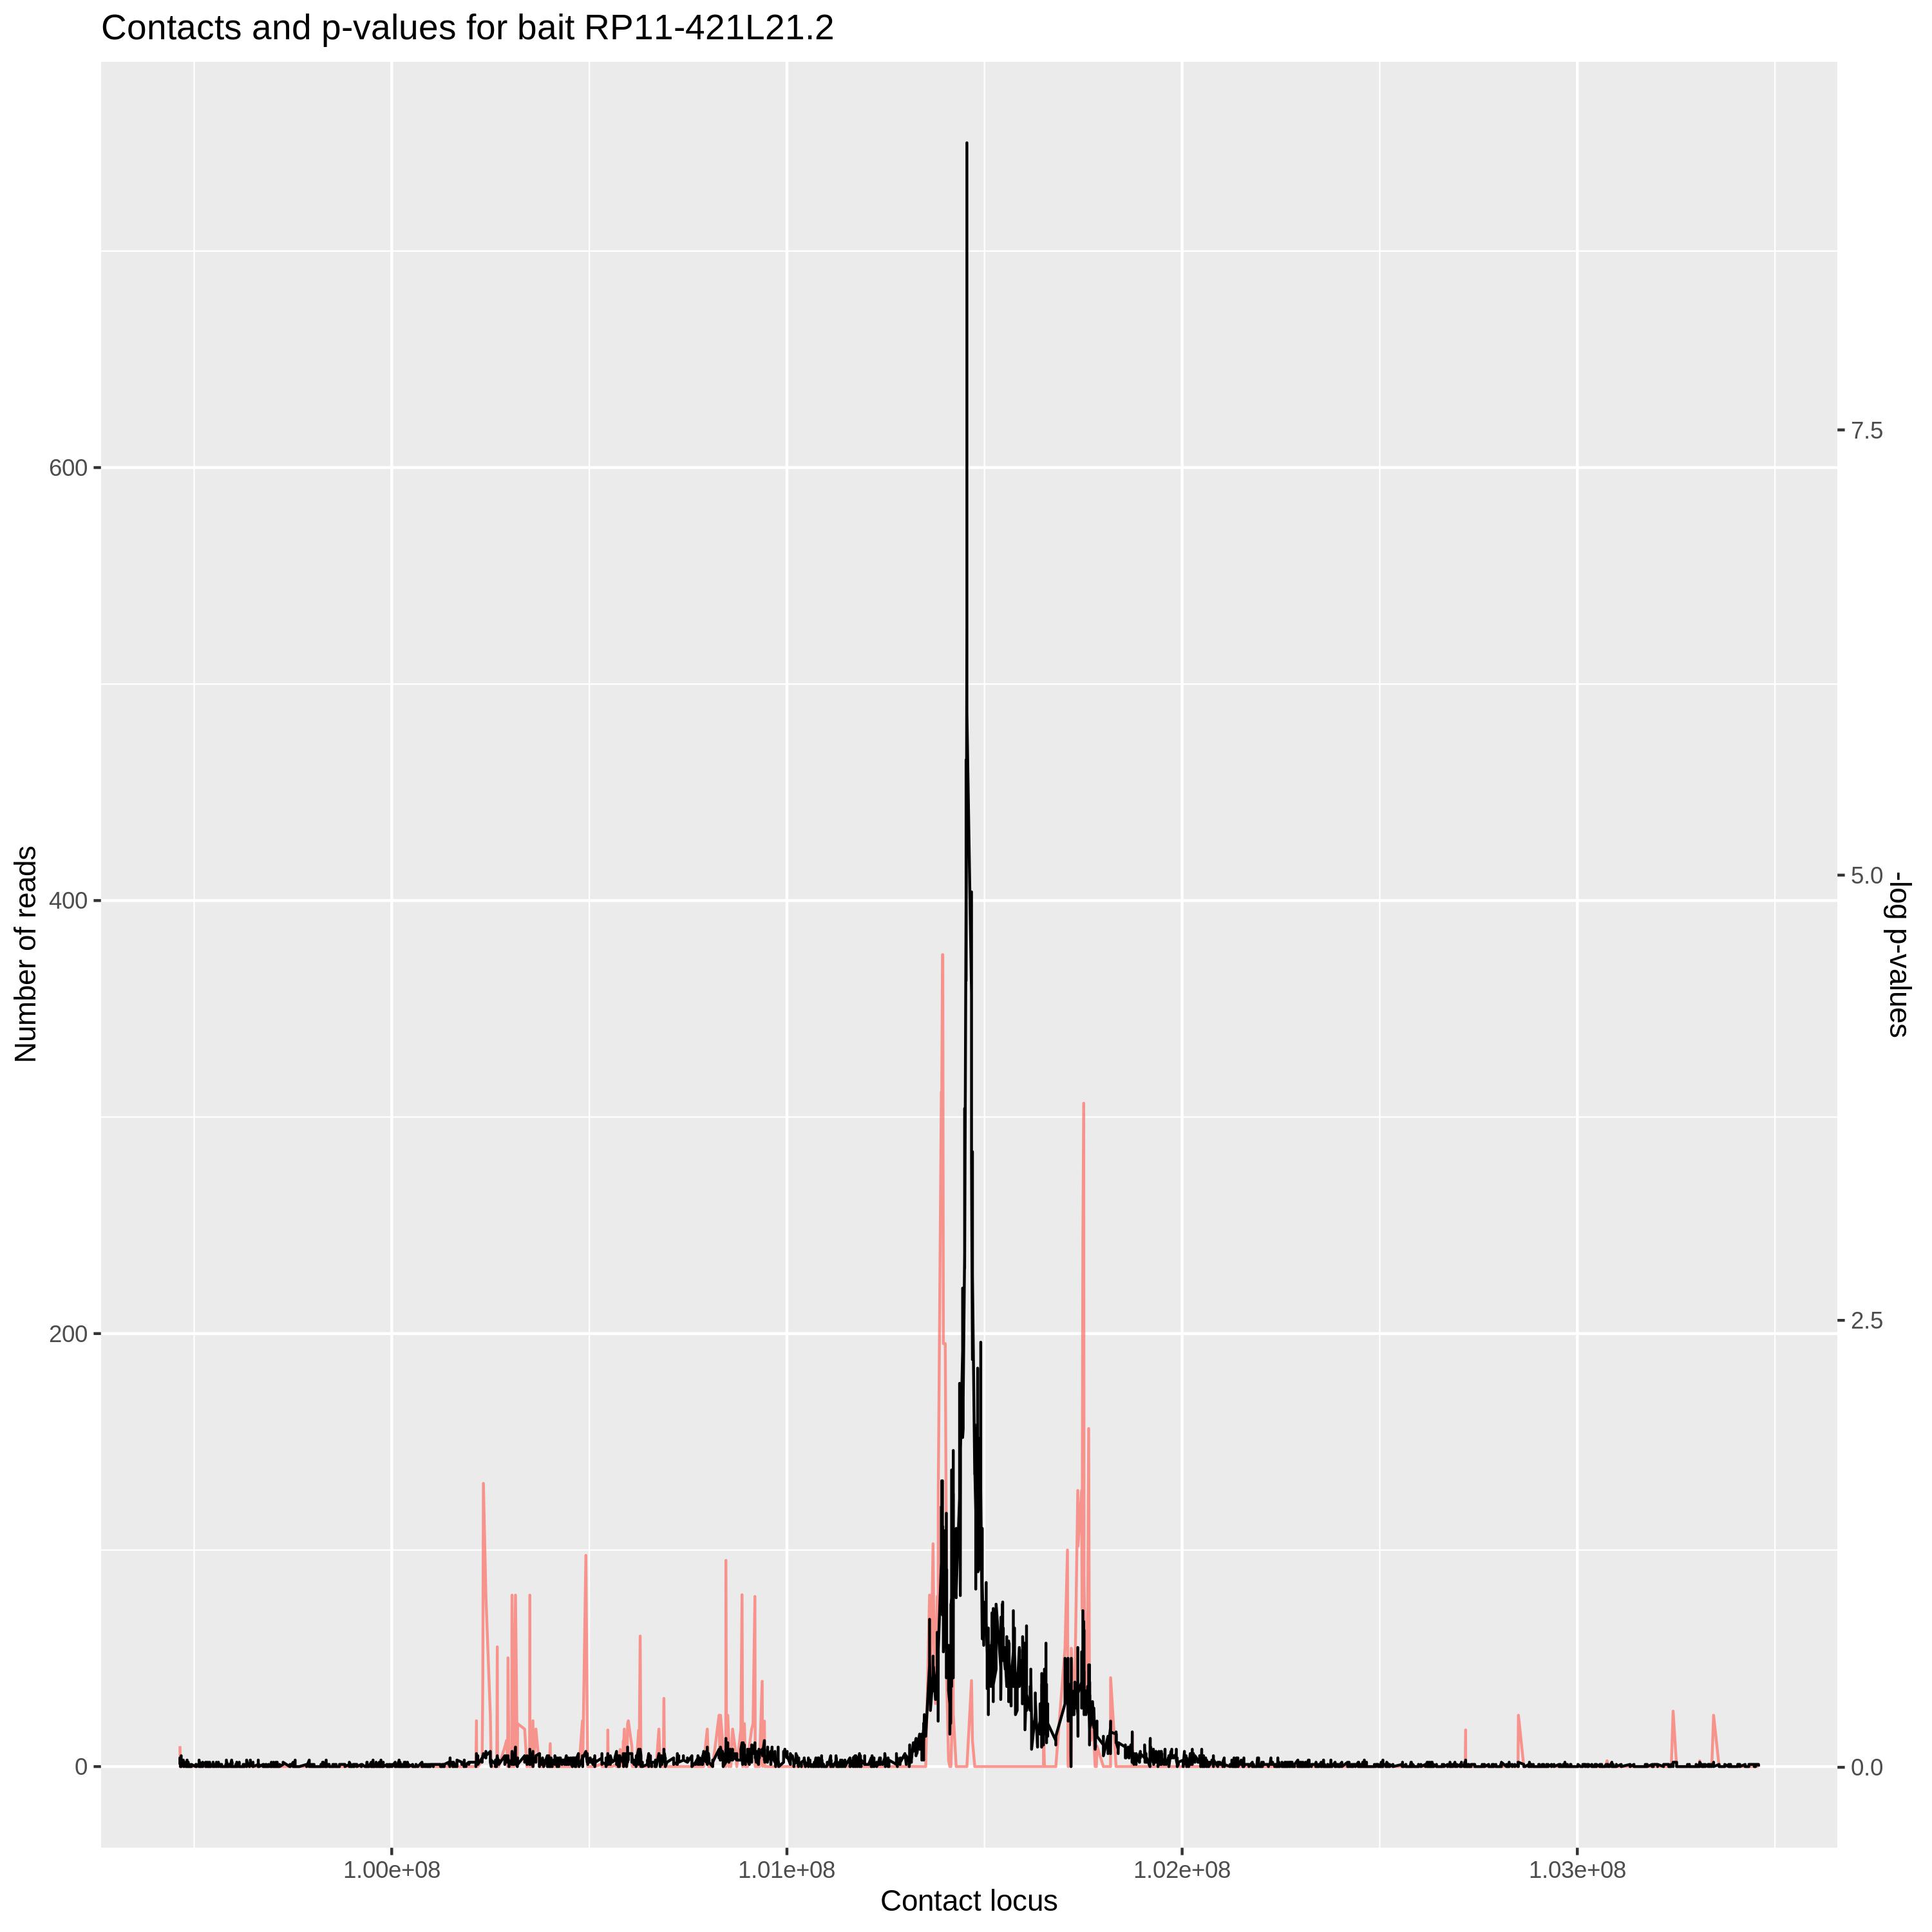 Contacts and p-values for bait RP11-421L21.2
Number of reads
600
400
200
0
7.5
5.0
2.5
0.0
-log p-values
1.00e+08
1.01e+08
1.02e+08
1.03e+08
Contact locus